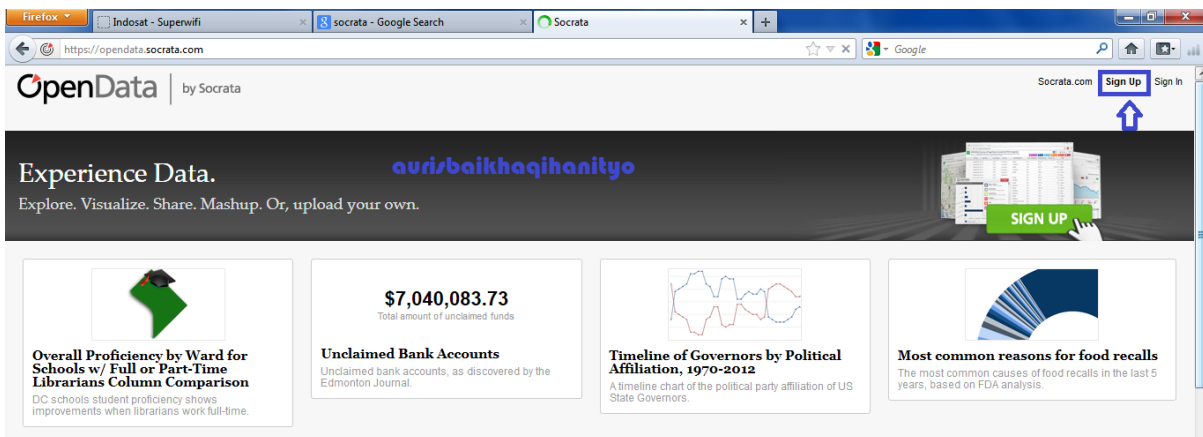 Firefox
Indosat - Superwifi
socrata - Google Search
Socrata
https://opendata.socrata.com
Google
OpenData | by Socrata
Socrata.com Sign Up Sign In
Experience Data.
aurisbaikhaqihanityo
Explore. Visualize. Share. Mashup. Or, upload your own.
SIGN UP
Overall Proficiency by Ward for
Schools w/ Full or Part-Time
Librarians Column Comparison
DC schools student proficiency shows
improvements when librarians work full-time.
$7,040,083.73
Total amount of unclaimed funds
Unclaimed Bank Accounts
Unclaimed bank accounts, as discovered by the
Edmonton Journal.
Timeline of Governors by Political
Affiliation, 1970-2012
A timeline chart of the political party affiliation of US
State Governors.
Most common reasons for food recalls
The most common causes of food recalls in the last 5
years, based on FDA analysis.